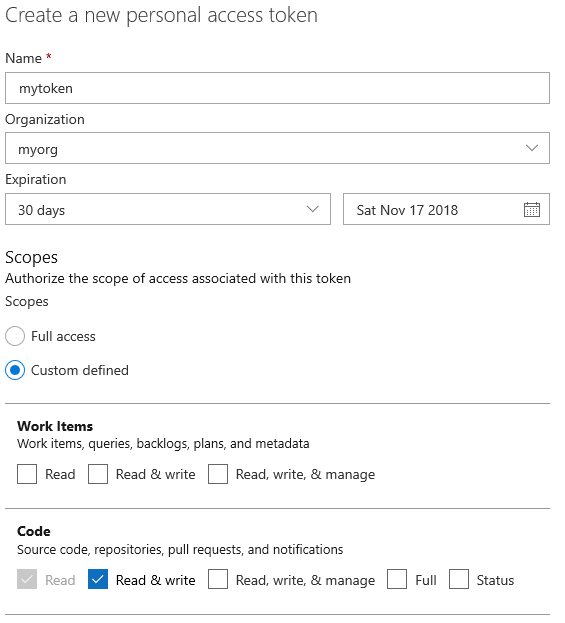 Create a new personal access token
Name *
mytoken
Organization
myorg
Expiration
30 days
Sat Nov 17 2018
Scopes
Authorize the scope of access associated with this token
Scopes
Full access
Custom defined
Work Items
Work items, queries, backlogs, plans, and metadata
Read Read & write Read, write, & manage
Code
Source code, repositories, pull requests, and notifications
Read Read & write Read, write, & manage Full Status